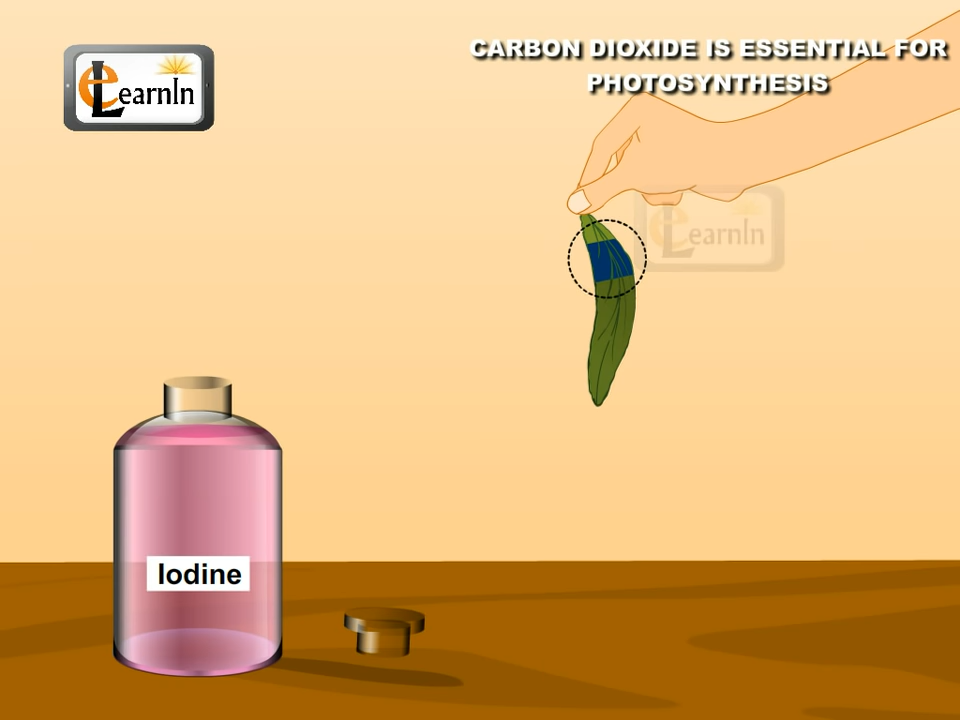 CARBON DIOXIDE IS ESSENTIAL FOR
PHOTOSYNTHESIS
eLearnIn
eLearnIn
Iodine